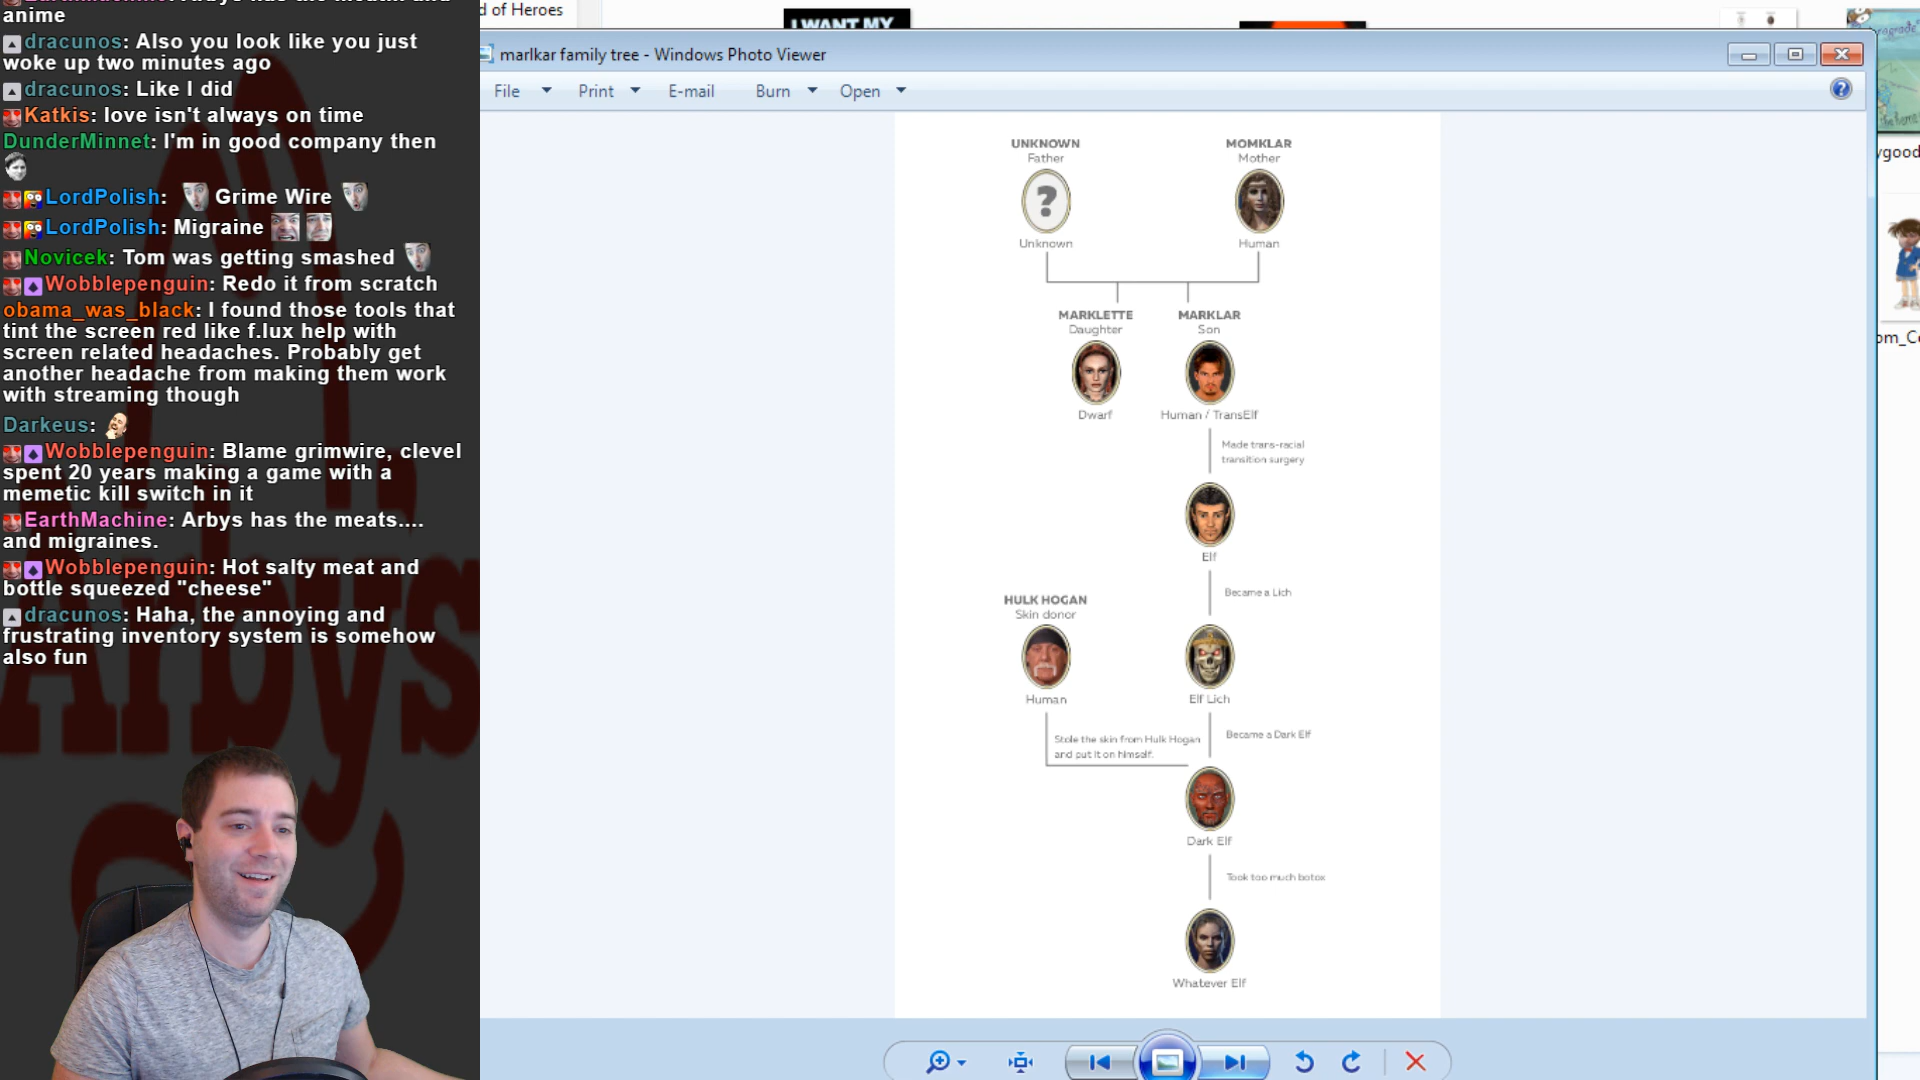 anime
dracunos: Also you look like you just
woke up two minutes ago
dracunos: Like I did
Katkis: love isn't always on time
DunderMinnet: I'm in good company then
LordPolish: Grime Wire
LordPolish: Migraine
Novicek: Tom was getting smashed
Wobblepenguin: Redo it from scratch
obama_was_black: I found those tools that
tint the screen red like f.lux help with
screen related headaches. Probably get
another headache from making them work
with streaming though
Darkeus:
Wobblepenguin: Blame grimwire, clevel
spent 20 years making a game with a
memetic kill switch in it
EarthMachine: Arbys has the meats....
and migraines.
Wobblepenguin: Hot salty meat and
bottle squeezed "cheese"
dracunos: Haha, the annoying and
frustrating inventory system is somehow
also fun
Arbys
d of Heroes
I WANT MY
marlkar family tree - Windows Photo Viewer
File Print E-mail Burn Open
UNKNOWN
Father
Unknown
MOMKLAR
Mother
Human
MARKLETTE
Daughter
Dwarf
MARKLAR
Son
Human / TransElf
Made trans-racial
transition surgery
Elf
Became a Lich
HULK HOGAN
Skin donor
Human
Elf Lich
Stole the skin from Hulk Hogan
and put it on himself.
Became a Dark Elf
Dark Elf
Took too much botox
Whatever Elf
ygood
om_C